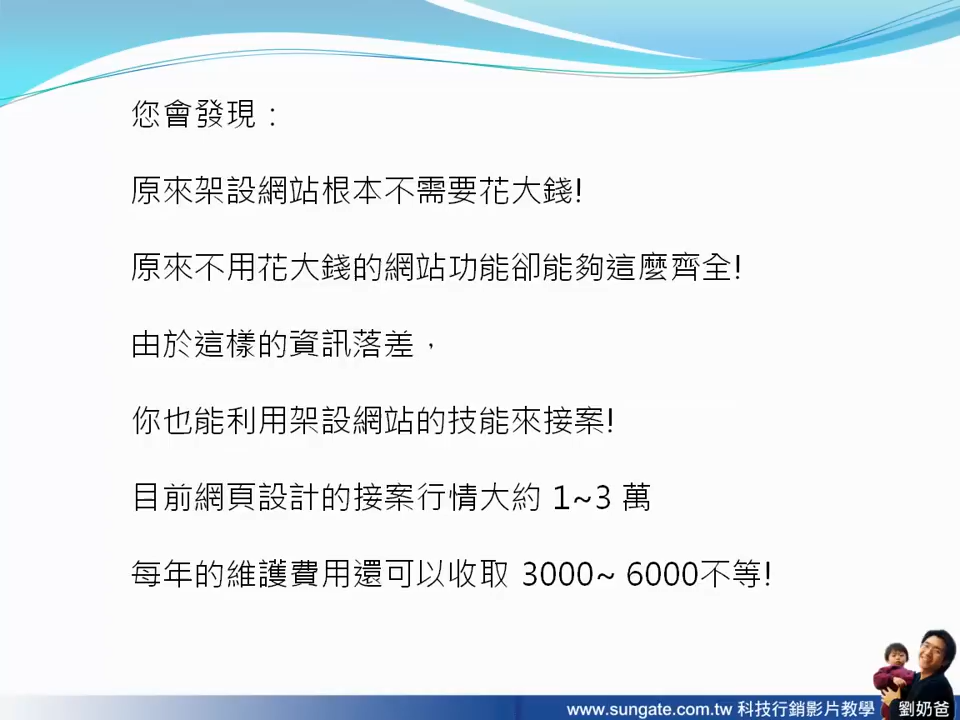 您會發現：
原來架設網站根本不需要花大錢!
原來不用花大錢的網站功能卻能夠這麼齊全!
由於這樣的資訊落差，
你也能利用架設網站的技能來接案!
目前網頁設計的接案行情大約 1~3 萬
每年的維護費用還可以收取 3000~ 6000不等!
www.sungate.com.tw 科技行銷影片教學
劉奶爸